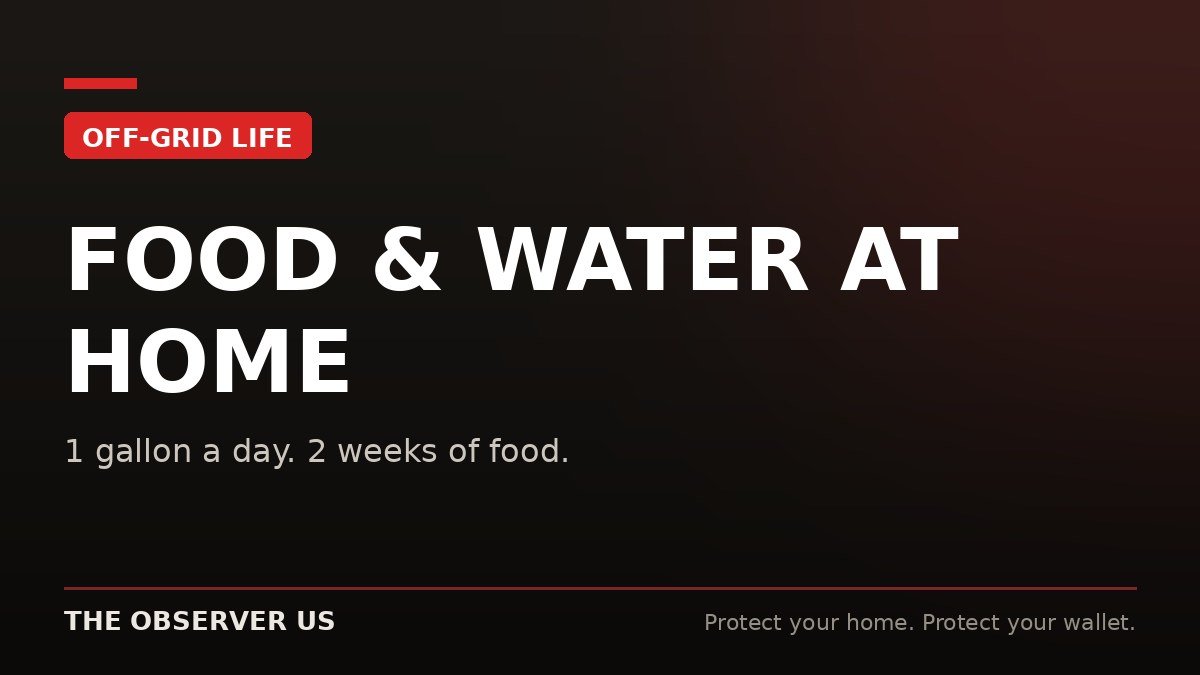 OFF-GRID LIFE
FOOD & WATER AT
HOME
1 gallon a day. 2 weeks of food.
THE OBSERVER US
Protect your home. Protect your wallet.